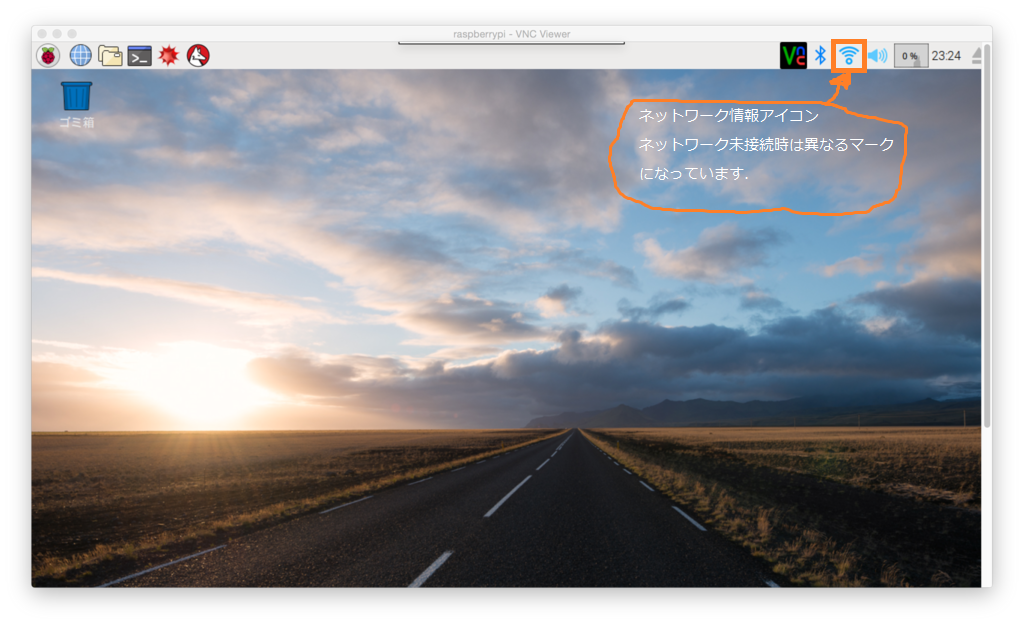 raspberrypi - VNC Viewer
VNC
0 %
23:24
ゴミ箱
ネットワーク情報アイコン
ネットワーク未接続時は異なるマーク
になっています.